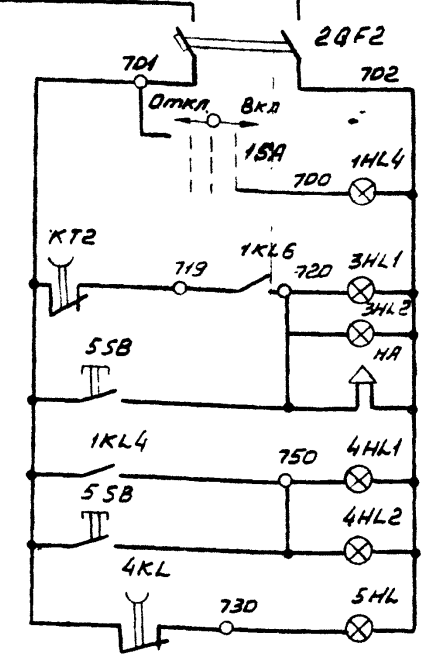 2QF2
701
702
Откл.
Вкл
1SA
700
1HL4
KT2
1KL6
719
720
3HL1
3HL2
5SB
HA
1KL4
750
4HL1
5SB
4HL2
4KL
730
5HL